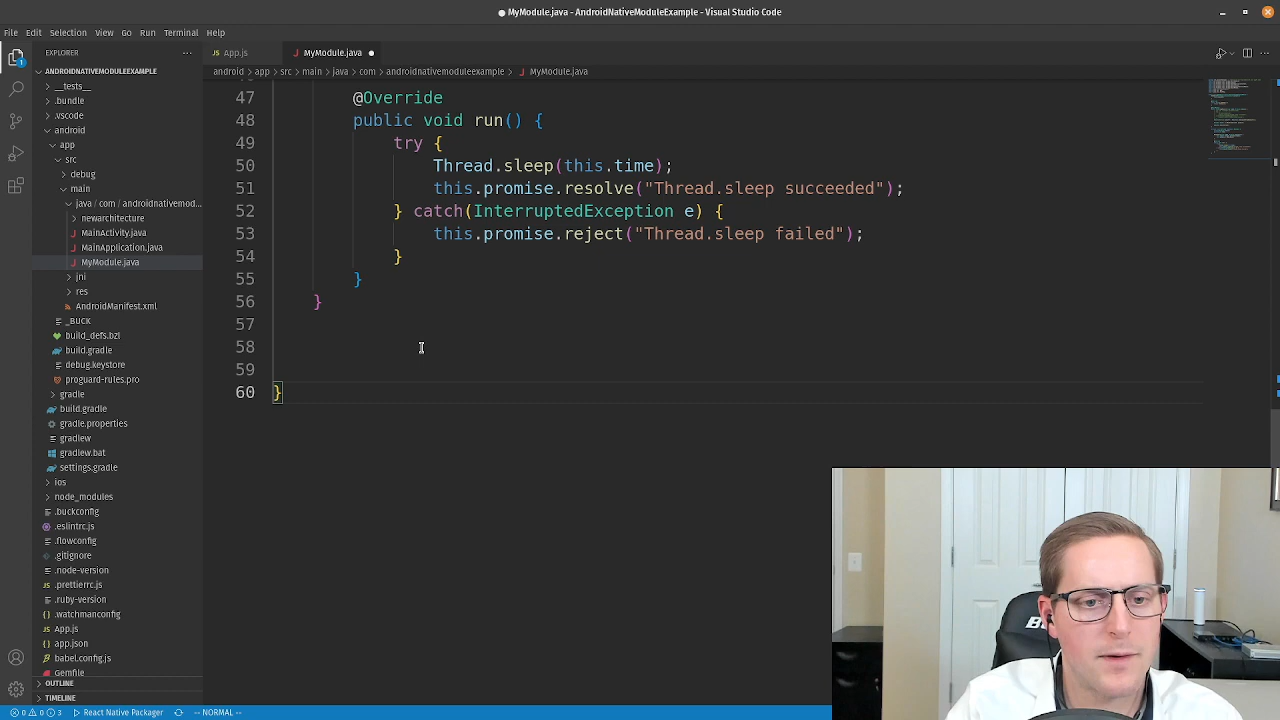 MyModule.java - AndroidNativeModuleExample - Visual Studio Code
File Edit Selection View Go Run Terminal Help
EXPLORER
App.js
MyModule.java
ANDROIDNATIVEMODULEEXAMPLE
android > app > src > main > java > com > androidnativemoduleexample > MyModule.java
__tests__
.bundle
.vscode
android
app
src
debug
main
java / com / androidnativemod...
newarchitecture
MainActivity.java
MainApplication.java
MyModule.java
jni
res
AndroidManifest.xml
_BUCK
build_defs.bzl
build.gradle
debug.keystore
proguard-rules.pro
gradle
build.gradle
gradle.properties
gradlew
gradlew.bat
settings.gradle
ios
node_modules
.buckconfig
.eslintrc.js
.flowconfig
.gitignore
.node-version
.prettierrc.js
.ruby-version
.watchmanconfig
App.js
app.json
babel.config.js
Gemfile
OUTLINE
TIMELINE
47 @Override
48 public void run() {
49 try {
50 Thread.sleep(this.time);
51 this.promise.resolve("Thread.sleep succeeded");
52 } catch(InterruptedException e) {
53 this.promise.reject("Thread.sleep failed");
54 }
55 }
56 }
57
58
59
60 }
0 0 3 React Native Packager -- NORMAL --